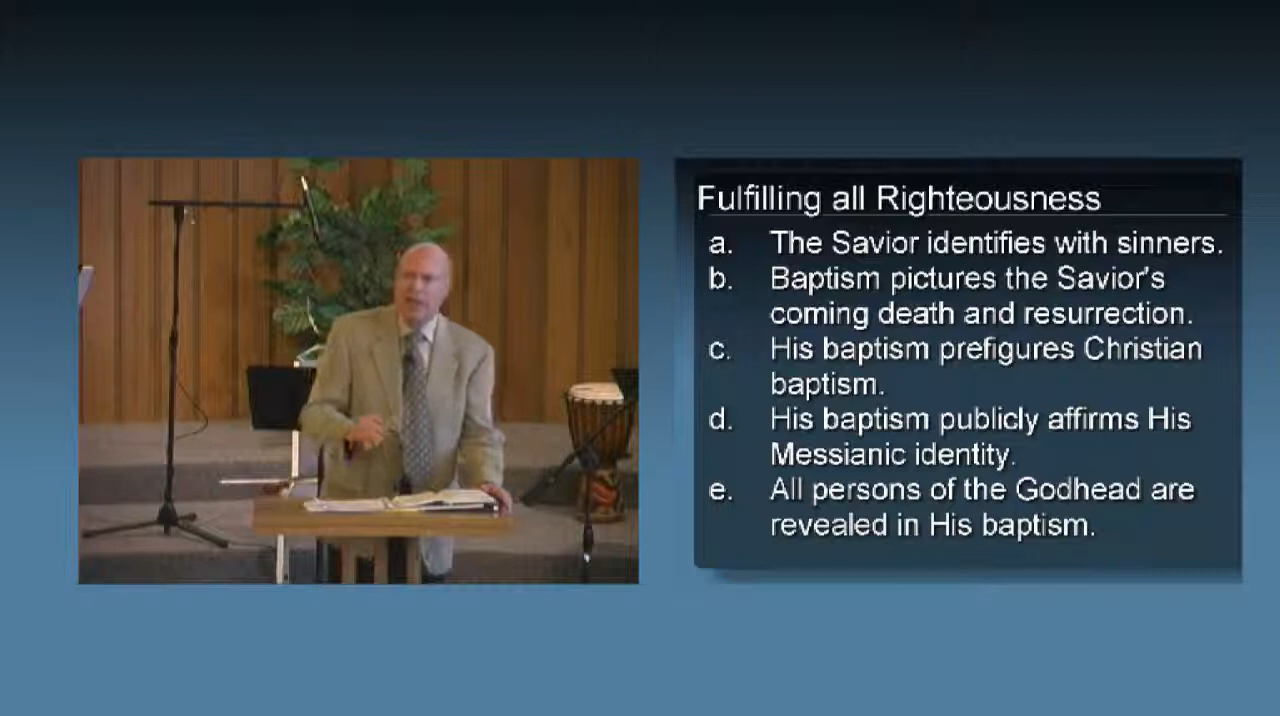 Fulfilling all Righteousness
a. The Savior identifies with sinners.
b. Baptism pictures the Savior's
coming death and resurrection.
c. His baptism prefigures Christian
baptism.
d. His baptism publicly affirms His
Messianic identity.
e. All persons of the Godhead are
revealed in His baptism.